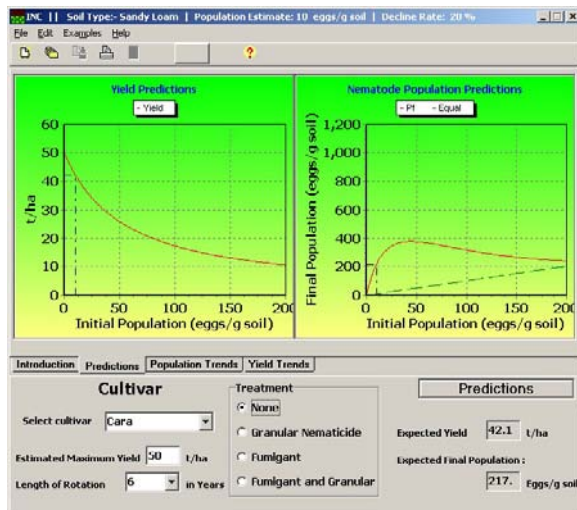 INC || Soil Type:- Sandy Loam | Population Estimate: 10 eggs/g soil | Decline Rate: 20 %
File Edit Examples Help
Yield Predictions
- Yield
60
50
40
30
20
10
0
t/ha
0 50 100 150 200
Initial Population (eggs/g soil)
Nematode Population Predictions
- Pf - Equal
1,200
1,000
800
600
400
200
0
Final Population (eggs/g soil)
0 50 100 150 200
Initial Population (eggs/g soil)
Introduction Predictions Population Trends Yield Trends
Cultivar
Select cultivar Cara
Estimated Maximum Yield 50 t/ha
Length of Rotation 6 in Years
Treatment
None
Granular Nematicide
Fumigant
Fumigant and Granular
Predictions
Expected Yield 42.1 t/ha
Expected Final Population :
217. Eggs/g soil